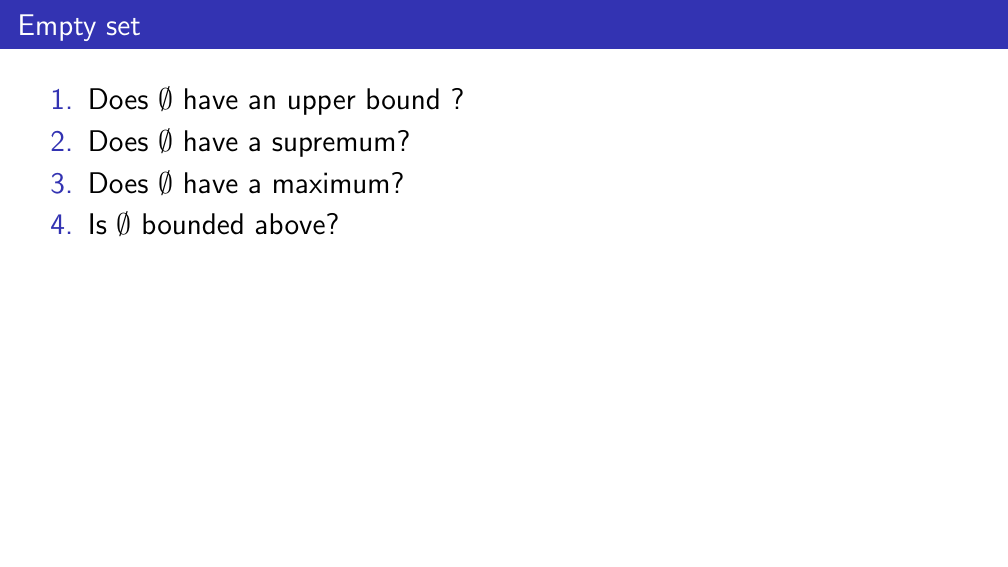 Empty set
1. Does ∅ have an upper bound ?
2. Does ∅ have a supremum?
3. Does ∅ have a maximum?
4. Is ∅ bounded above?